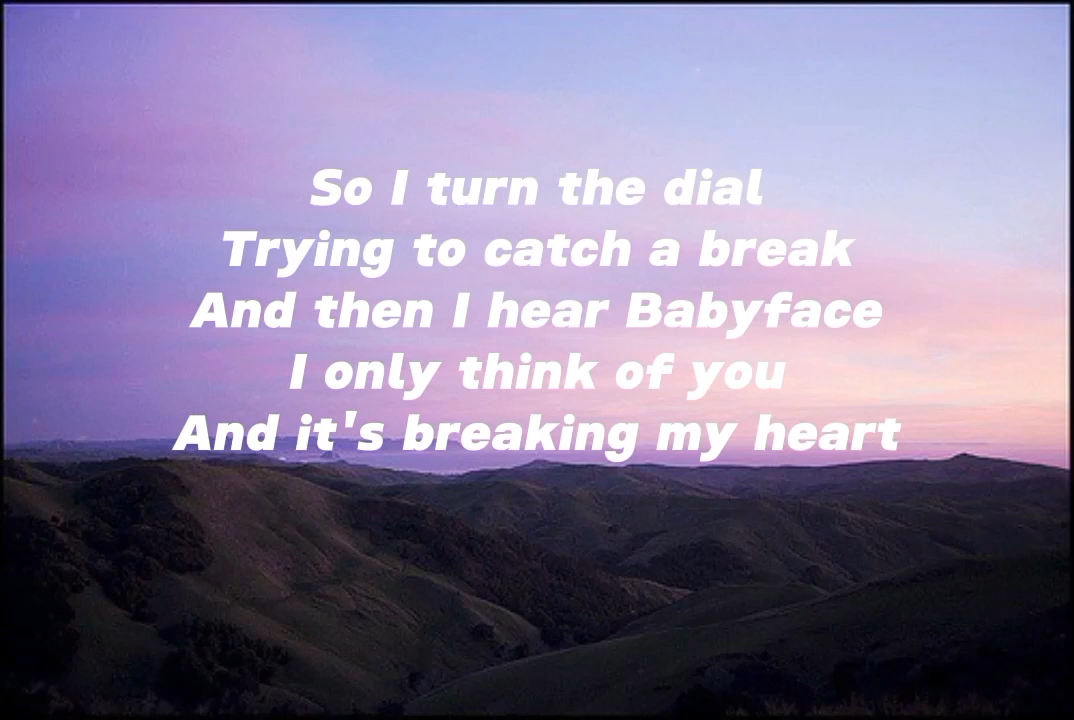 So I turn the dial
Trying to catch a break
And then I hear Babyface
I only think of you
And it's breaking my heart